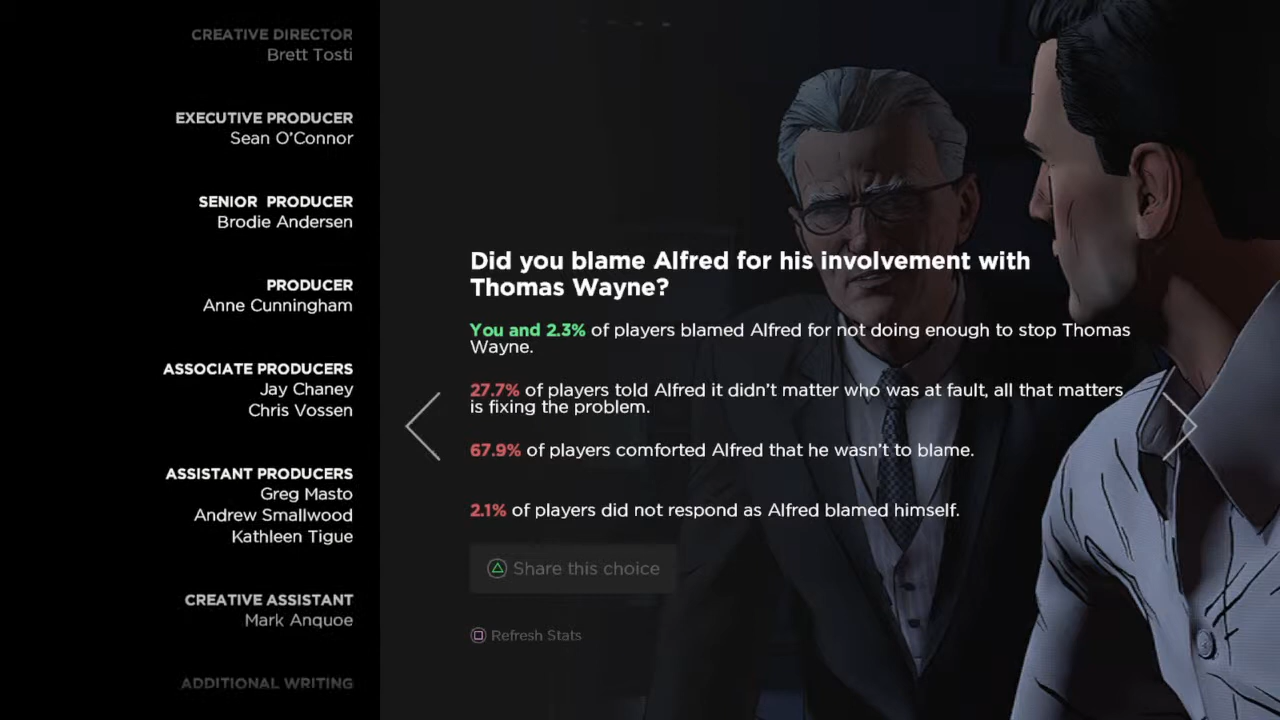 CREATIVE DIRECTOR
Brett Tosti
EXECUTIVE PRODUCER
Sean O'Connor
SENIOR PRODUCER
Brodie Andersen
PRODUCER
Anne Cunningham
ASSOCIATE PRODUCERS
Jay Chaney
Chris Vossen
ASSISTANT PRODUCERS
Greg Masto
Andrew Smallwood
Kathleen Tigue
CREATIVE ASSISTANT
Mark Anquoe
ADDITIONAL WRITING
Did you blame Alfred for his involvement with
Thomas Wayne?
You and 2.3% of players blamed Alfred for not doing enough to stop Thomas
Wayne.
27.7% of players told Alfred it didn't matter who was at fault, all that matters
is fixing the problem.
67.9% of players comforted Alfred that he wasn't to blame.
2.1% of players did not respond as Alfred blamed himself.
Share this choice
Refresh Stats